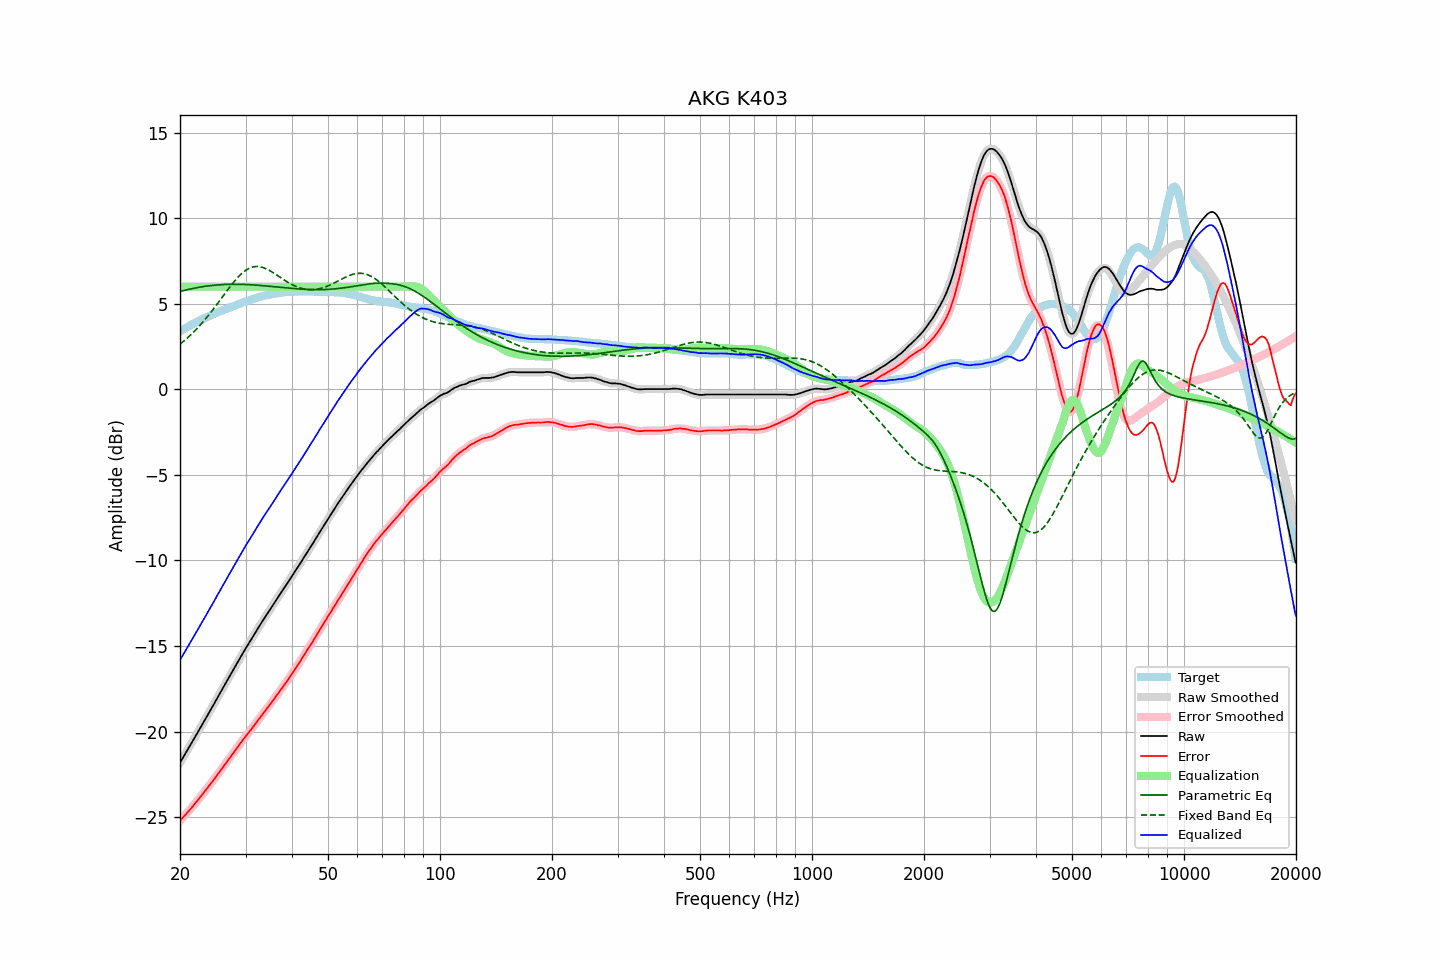 AKG K403
15
10
5
0
−5
−10
−15
−20
−25
Amplitude (dBr)
20
50
100
200
500
1000
2000
5000
10000
20000
Frequency (Hz)
Target
Raw Smoothed
Error Smoothed
Raw
Error
Equalization
Parametric Eq
Fixed Band Eq
Equalized